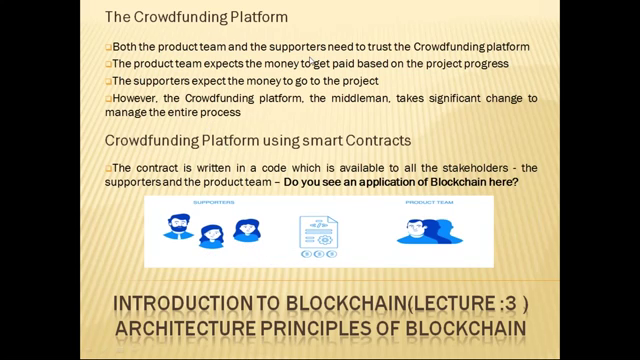 The Crowdfunding Platform
Both the product team and the supporters need to trust the Crowdfunding platform
The product team expects the money to get paid based on the project progress
The supporters expect the money to go to the project
However, the Crowdfunding platform, the middleman, takes significant change to
manage the entire process
Crowdfunding Platform using smart Contracts
The contract is written in a code which is available to all the stakeholders - the
supporters and the product team – Do you see an application of Blockchain here?
SUPPORTERS
PRODUCT TEAM
INTRODUCTION TO BLOCKCHAIN(LECTURE :3 )
ARCHITECTURE PRINCIPLES OF BLOCKCHAIN